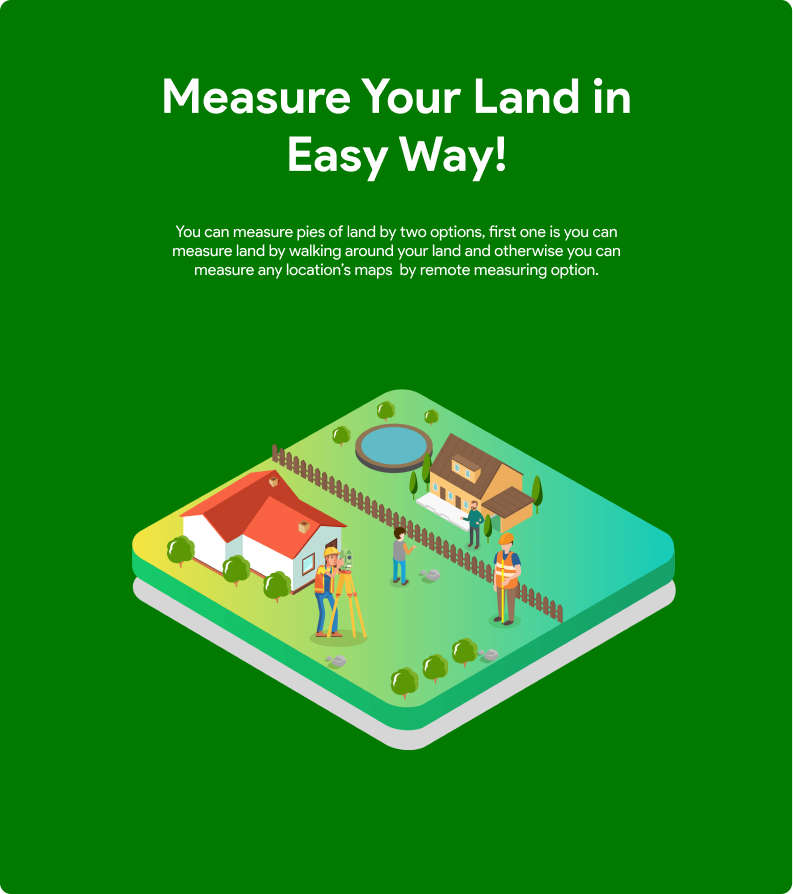 Measure Your Land in
Easy Way!
You can measure pies of land by two options, first one is you can
measure land by walking around your land and otherwise you can
measure any location’s maps  by remote measuring option.